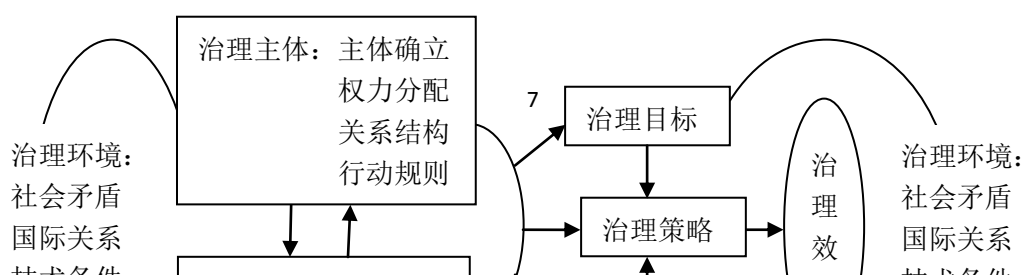 治理主体：主体确立
权力分配
关系结构
行动规则
7
治理目标
治理环境：
社会矛盾
国际关系
治理策略
治
理
效
治理环境：
社会矛盾
国际关系